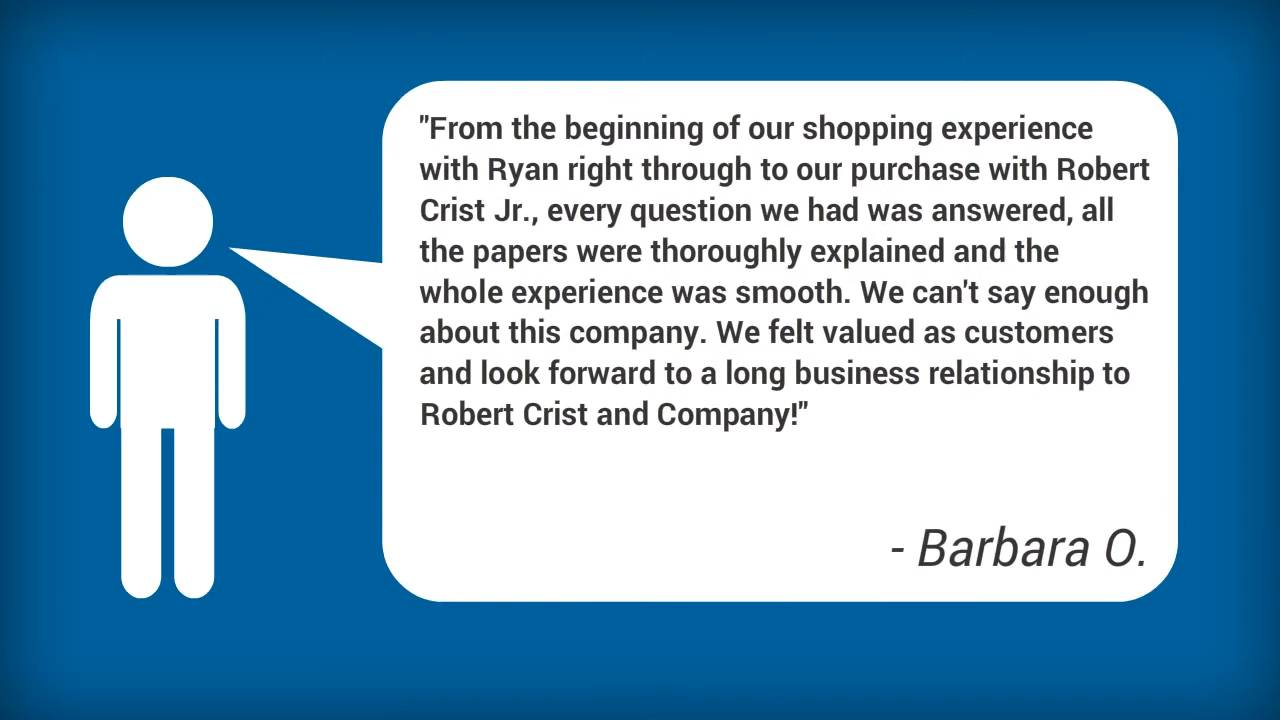 "From the beginning of our shopping experience
with Ryan right through to our purchase with Robert
Crist Jr., every question we had was answered, all
the papers were thoroughly explained and the
whole experience was smooth. We can't say enough
about this company. We felt valued as customers
and look forward to a long business relationship to
Robert Crist and Company!"
- Barbara O.